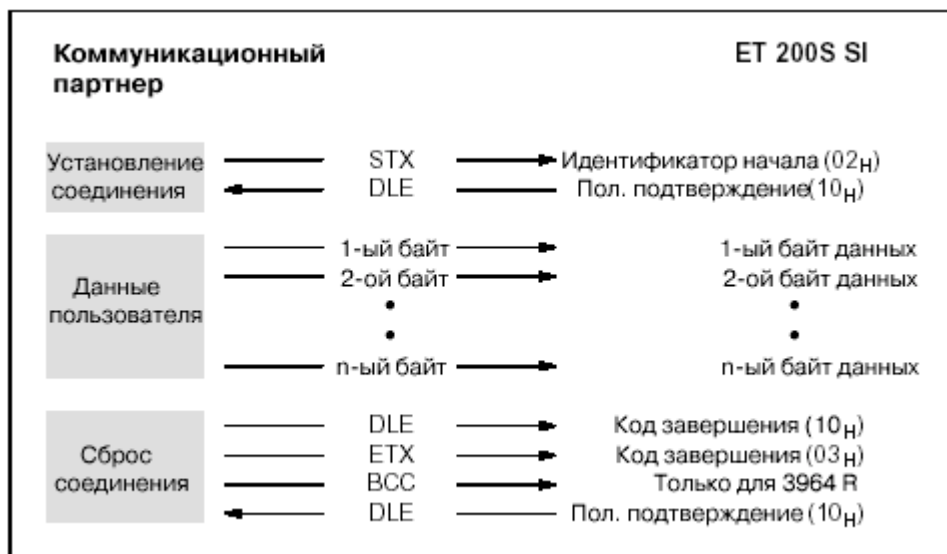 Коммуникационный партнер
ET 200S SI
Установление соединения
STX
Идентификатор начала (02H)
DLE
Пол. подтверждение(10H)
Данные пользователя
1-ый байт
1-ый байт данных
2-ой байт
2-ой байт данных
n-ый байт
n-ый байт данных
Сброс соединения
DLE
Код завершения (10H)
ETX
Код завершения (03H)
BCC
Только для 3964 R
DLE
Пол. подтверждение (10H)